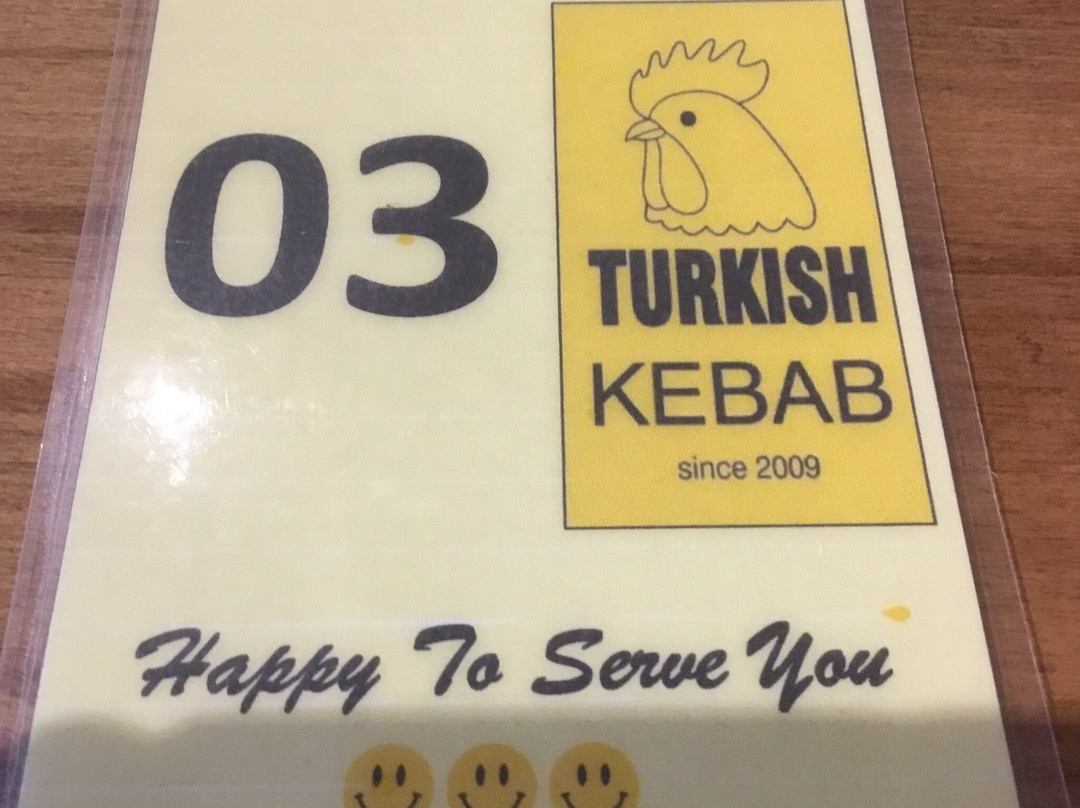 03
TURKISH
KEBAB
since 2009
Happy To Serve You